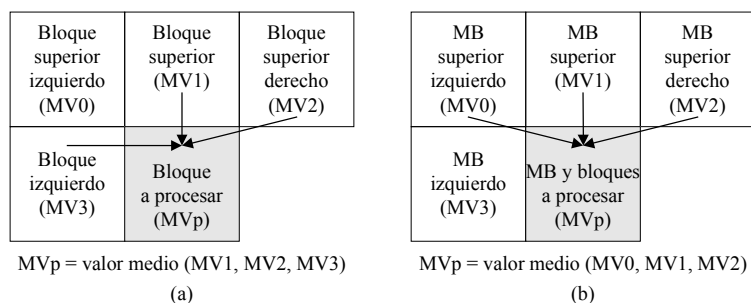 Bloque
superior
izquierdo
(MV0)
Bloque
superior
(MV1)
Bloque
superior
derecho
(MV2)
Bloque
izquierdo
(MV3)
Bloque
a procesar
(MVp)
MVp = valor medio (MV1, MV2, MV3)
(a)
MB
superior
izquierdo
(MV0)
MB
superior
(MV1)
MB
superior
derecho
(MV2)
MB
izquierdo
(MV3)
MB y bloques
a procesar
(MVp)
MVp = valor medio (MV0, MV1, MV2)
(b)